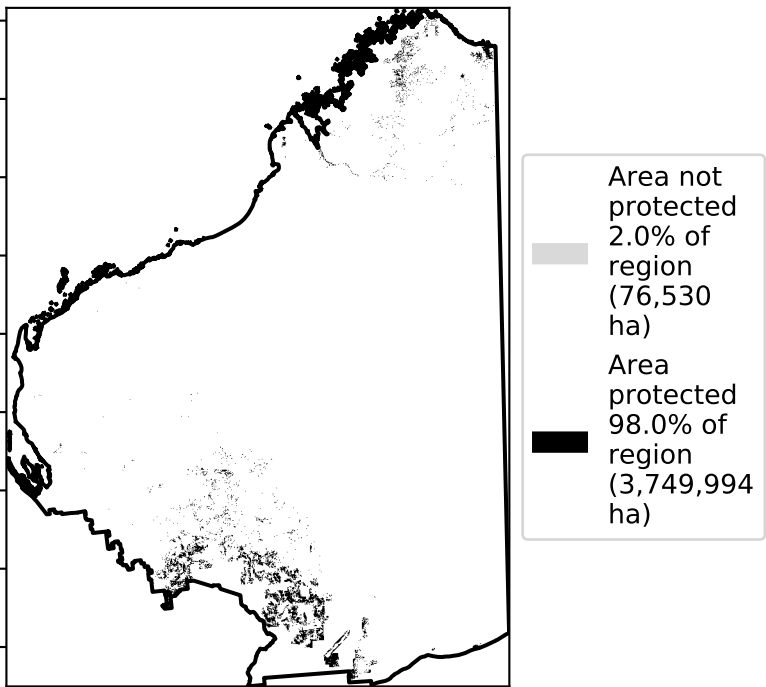 Area not
protected
2.0% of
region
(76,530
ha)
Area
protected
98.0% of
region
(3,749,994
ha)